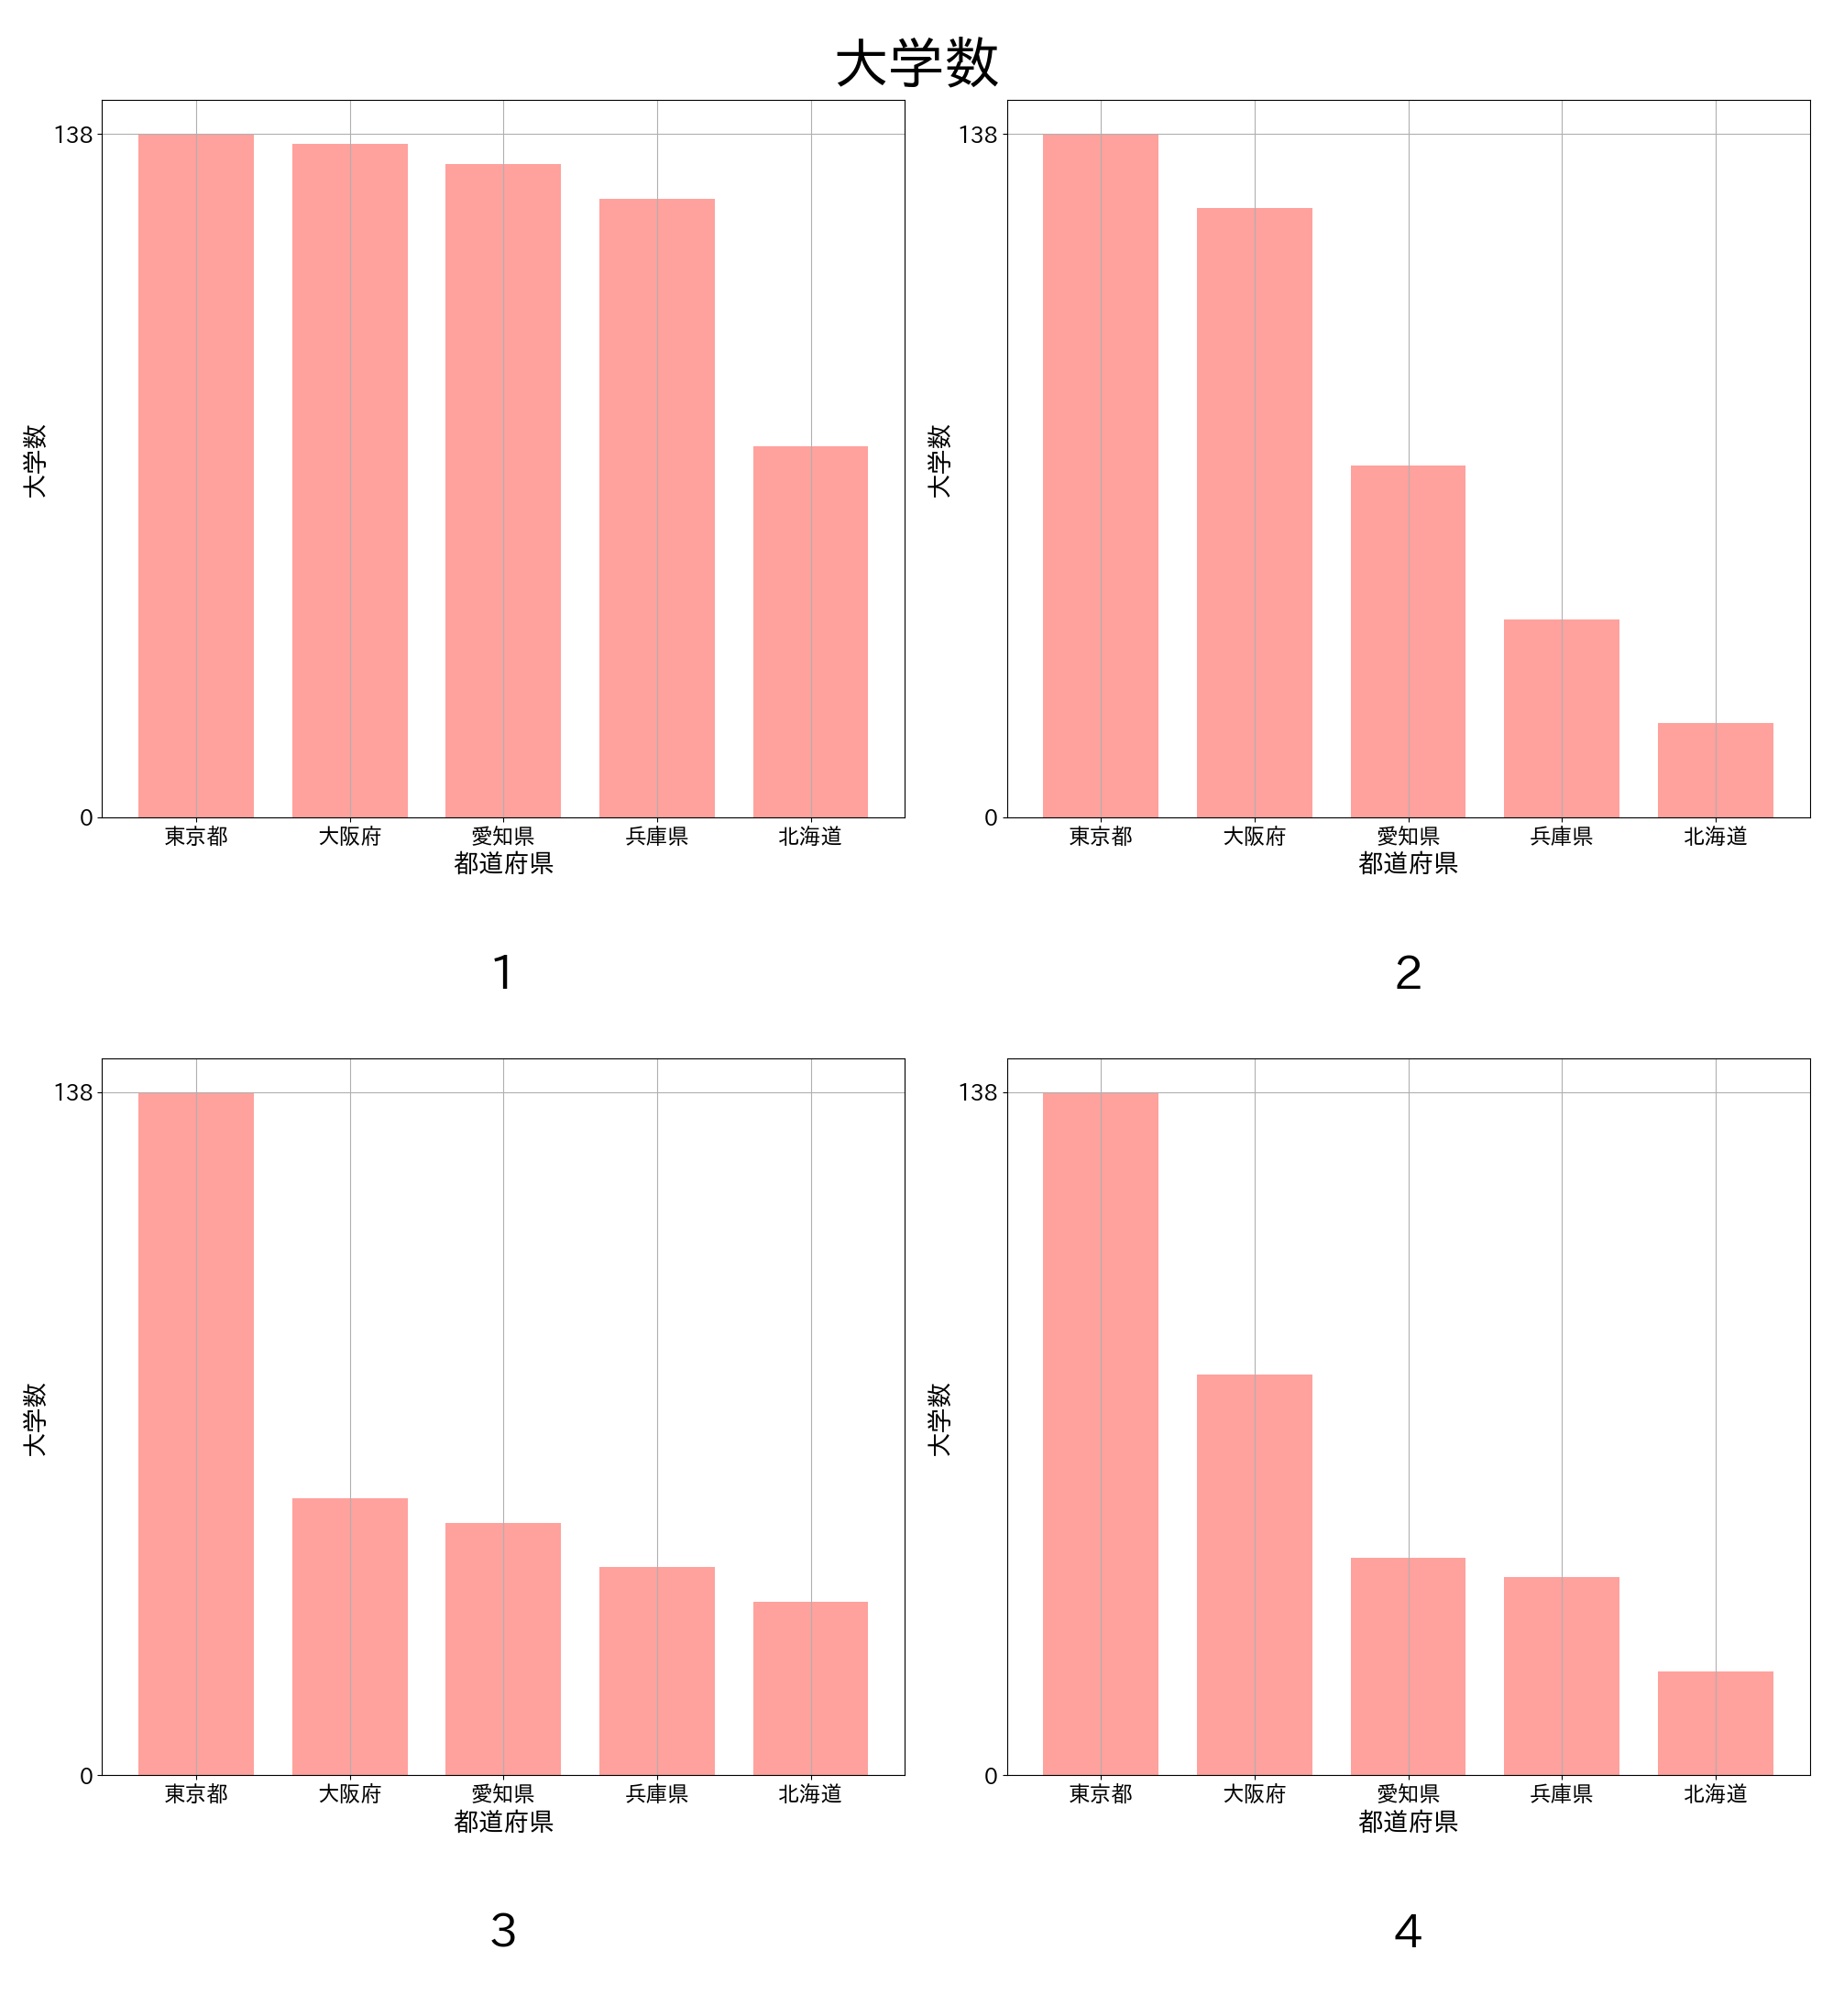 大学数
138
0
大学数
東京都 大阪府 愛知県 兵庫県 北海道
都道府県
1
138
0
大学数
東京都 大阪府 愛知県 兵庫県 北海道
都道府県
2
138
0
大学数
東京都 大阪府 愛知県 兵庫県 北海道
都道府県
3
138
0
大学数
東京都 大阪府 愛知県 兵庫県 北海道
都道府県
4